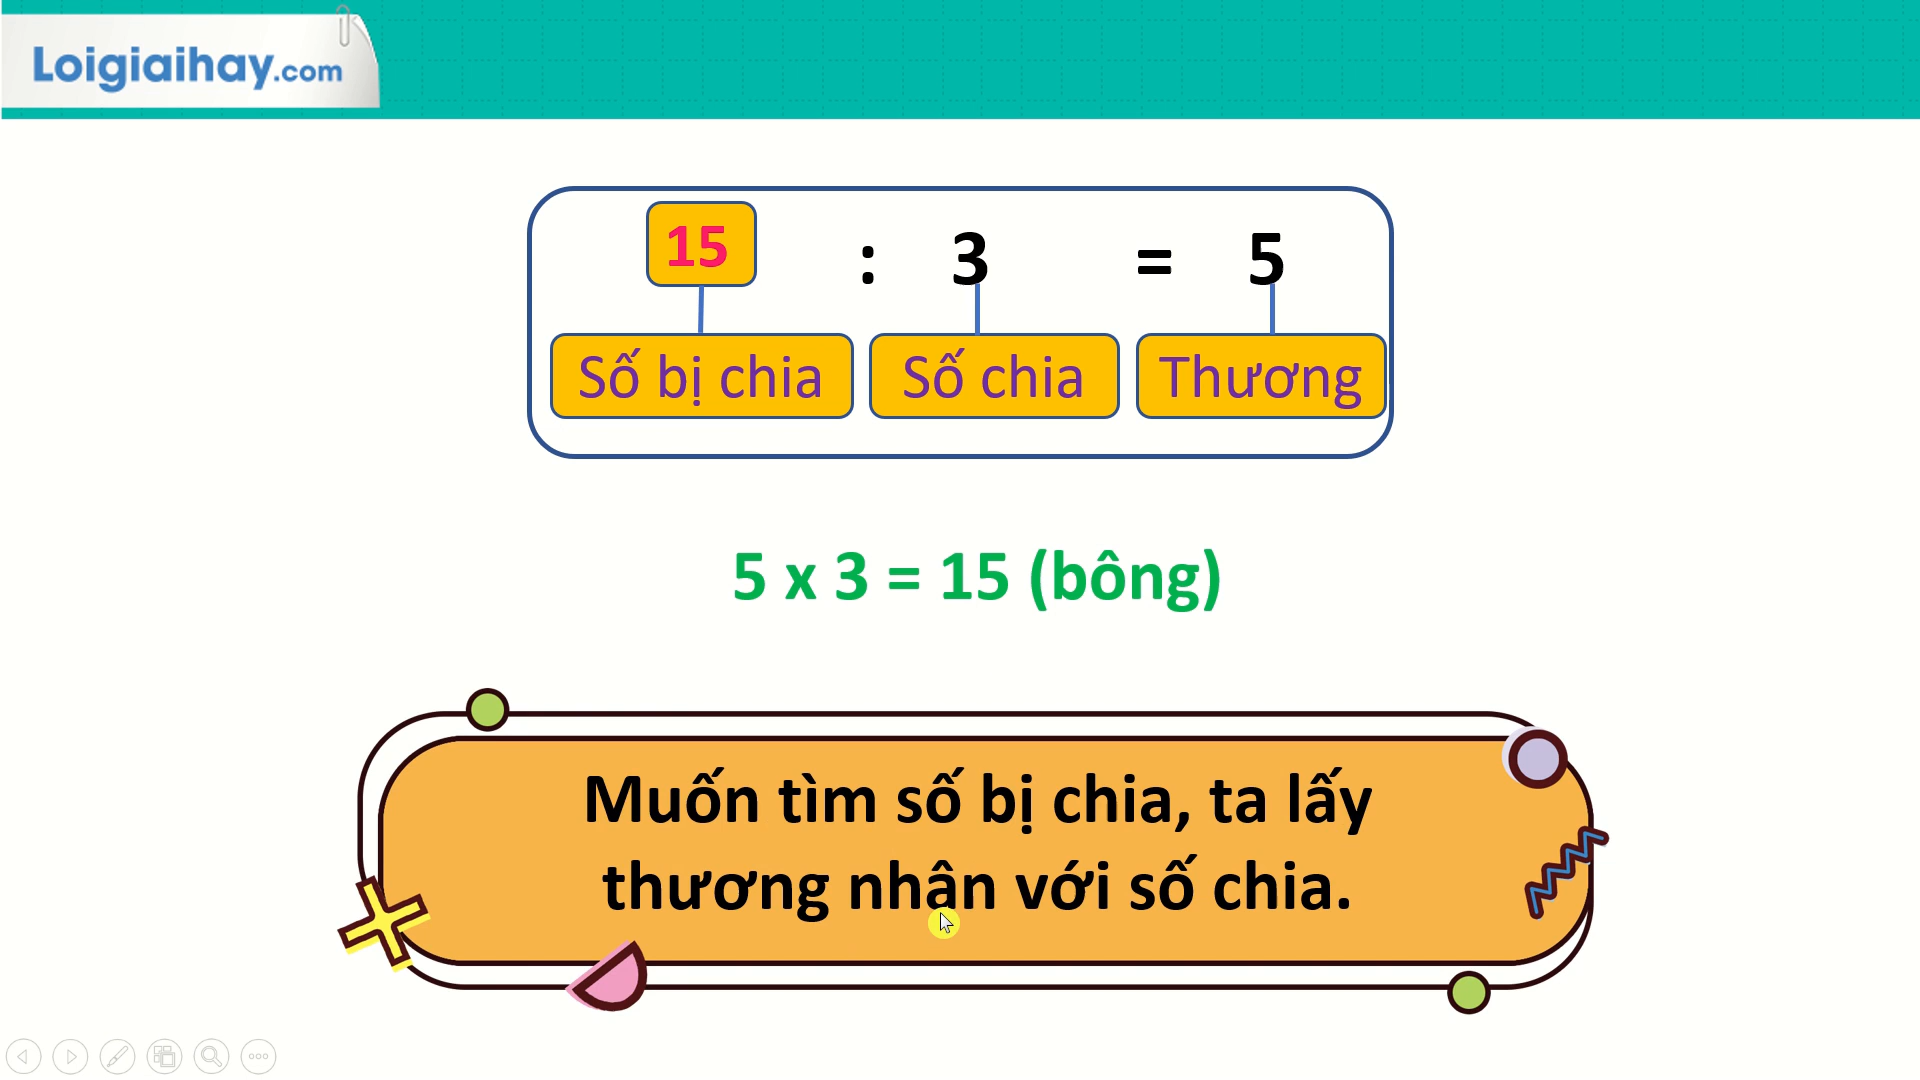 Loigiaihay.com
15 : 3 = 5
Số bị chia Số chia Thương
5 x 3 = 15 (bông)
Muốn tìm số bị chia, ta lấy
thương nhân với số chia.